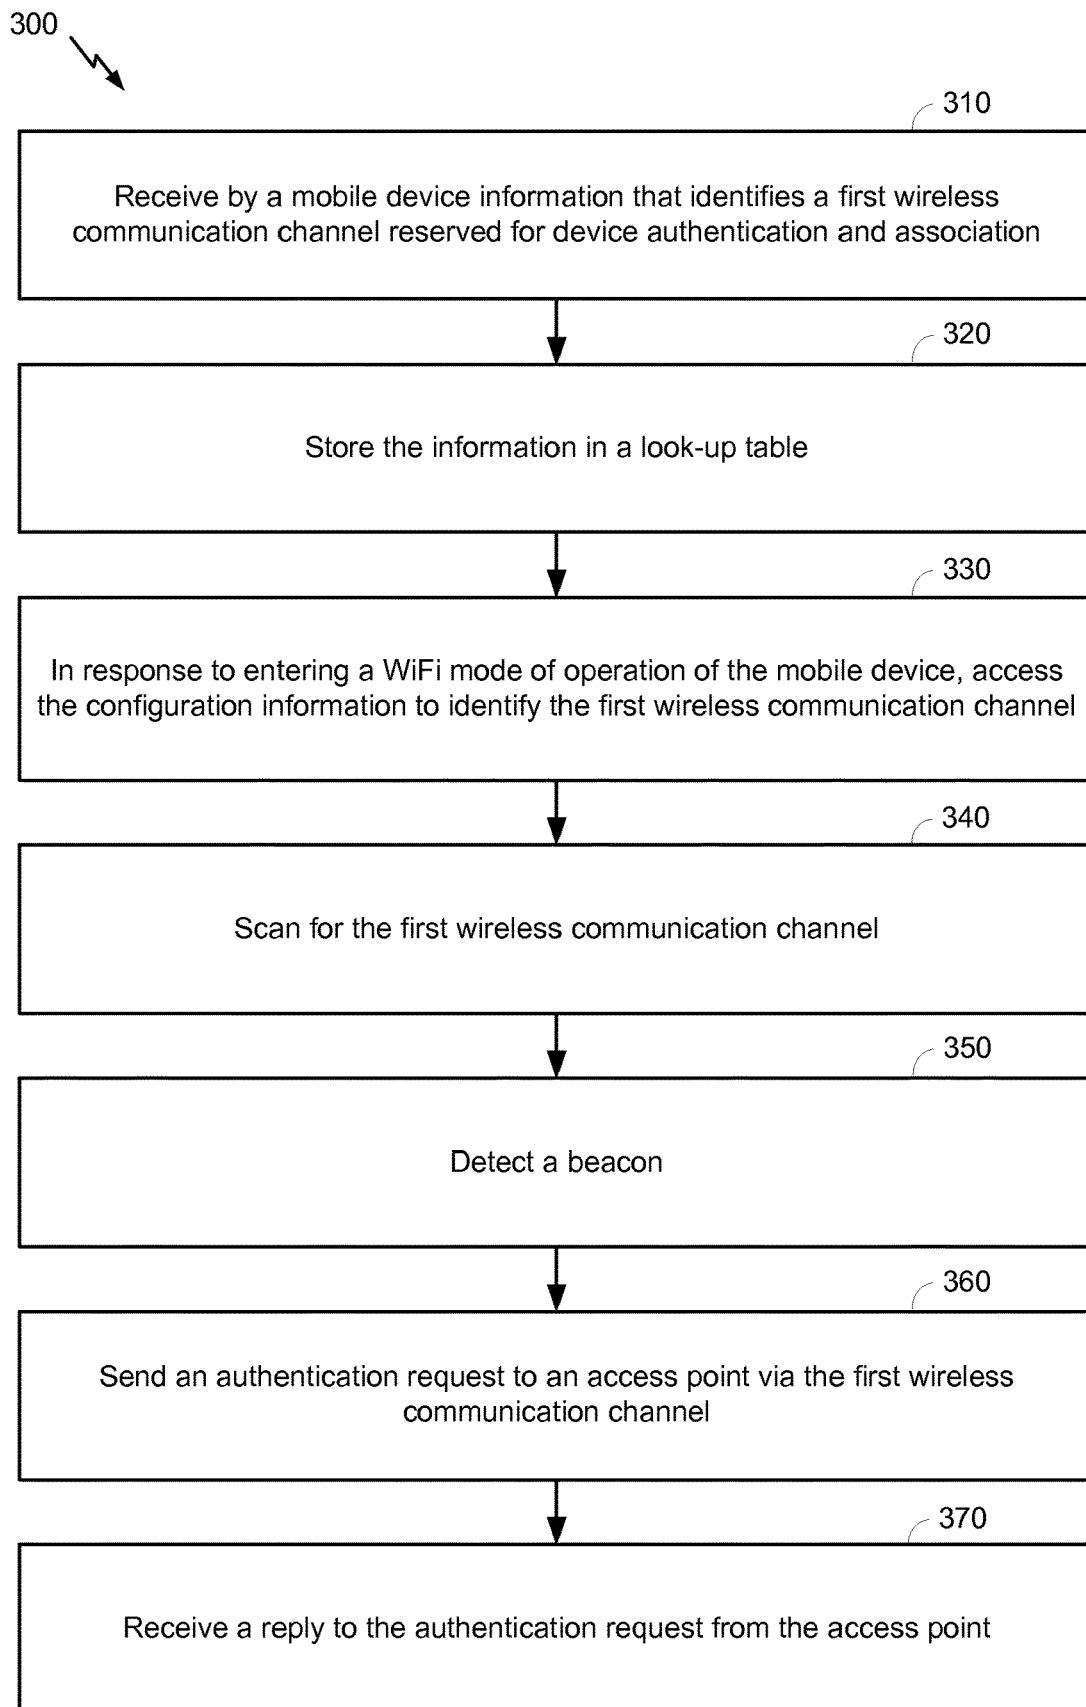 300
310
Receive by a mobile device information that identifies a first wireless
communication channel reserved for device authentication and association
320
Store the information in a look-up table
330
In response to entering a WiFi mode of operation of the mobile device, access
the configuration information to identify the first wireless communication channel
340
Scan for the first wireless communication channel
350
Detect a beacon
360
Send an authentication request to an access point via the first wireless
communication channel
370
Receive a reply to the authentication request from the access point